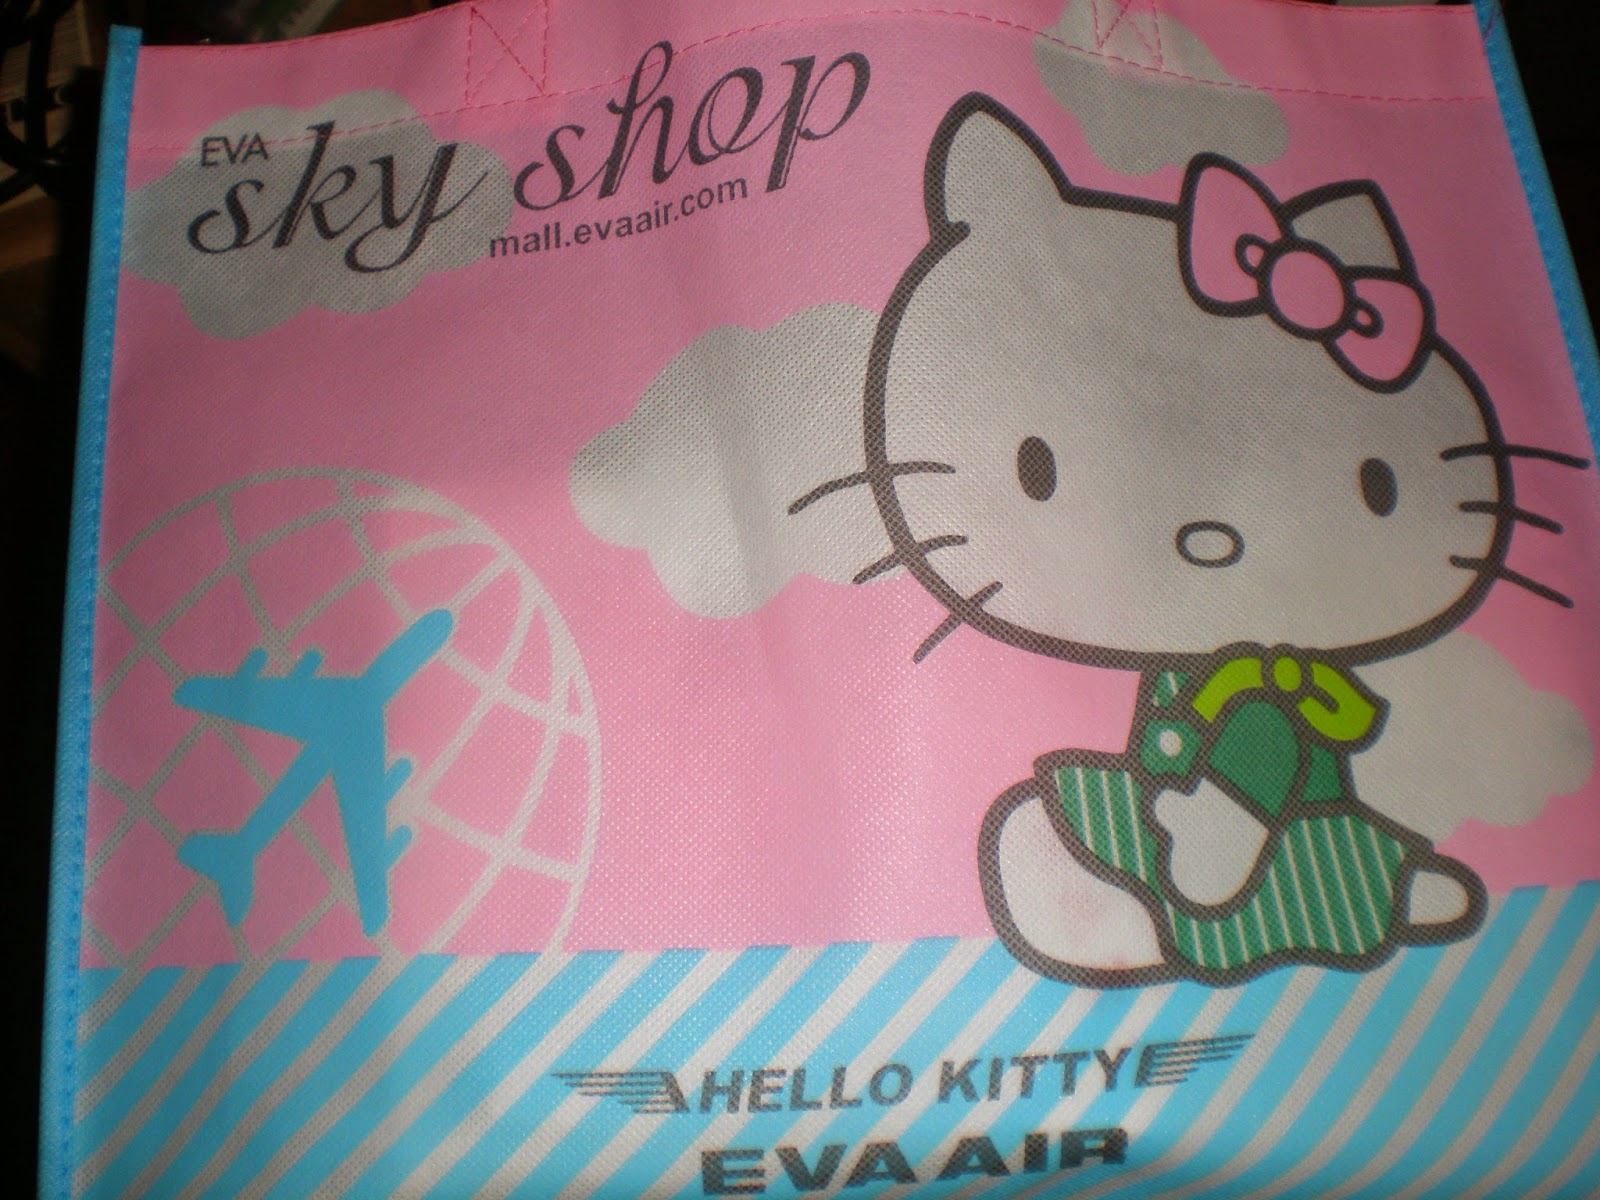 EVA
sky shop
mall.evaair.com
HELLO KITTY
EVA AIR